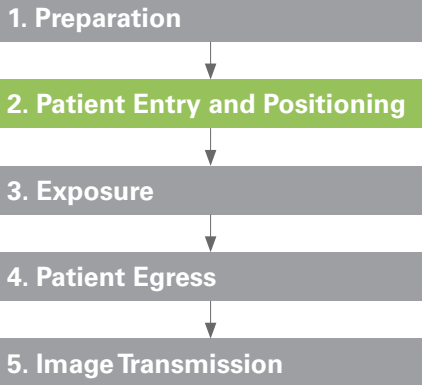 1. Preparation
2. Patient Entry and Positioning
3. Exposure
4. Patient Egress
5. Image Transmission